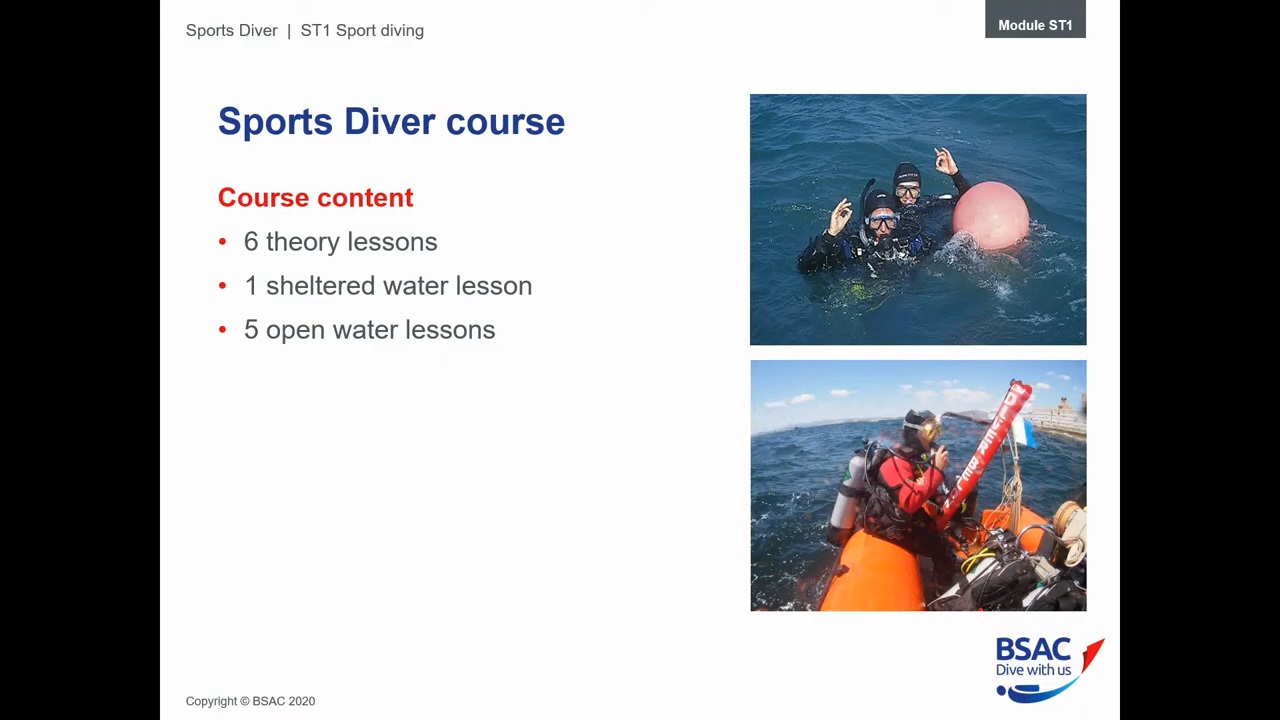 Sports Diver | ST1 Sport diving
Module ST1
Sports Diver course
Course content
• 6 theory lessons
• 1 sheltered water lesson
• 5 open water lessons
BSAC
Dive with us
Copyright © BSAC 2020